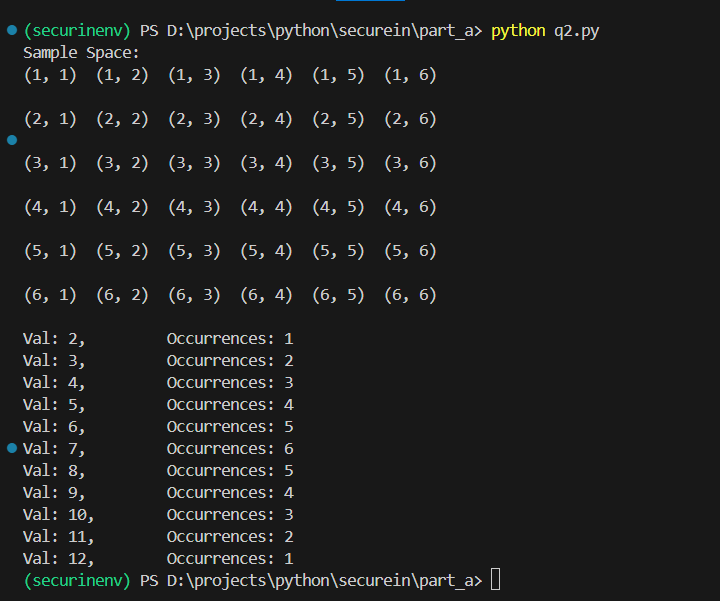 (securinenv) PS D:\projects\python\securein\part_a> python q2.py
Sample Space:
(1, 1)  (1, 2)  (1, 3)  (1, 4)  (1, 5)  (1, 6)
(2, 1)  (2, 2)  (2, 3)  (2, 4)  (2, 5)  (2, 6)
(3, 1)  (3, 2)  (3, 3)  (3, 4)  (3, 5)  (3, 6)
(4, 1)  (4, 2)  (4, 3)  (4, 4)  (4, 5)  (4, 6)
(5, 1)  (5, 2)  (5, 3)  (5, 4)  (5, 5)  (5, 6)
(6, 1)  (6, 2)  (6, 3)  (6, 4)  (6, 5)  (6, 6)
Val: 2,         Occurrences: 1
Val: 3,         Occurrences: 2
Val: 4,         Occurrences: 3
Val: 5,         Occurrences: 4
Val: 6,         Occurrences: 5
Val: 7,         Occurrences: 6
Val: 8,         Occurrences: 5
Val: 9,         Occurrences: 4
Val: 10,        Occurrences: 3
Val: 11,        Occurrences: 2
Val: 12,        Occurrences: 1
(securinenv) PS D:\projects\python\securein\part_a>